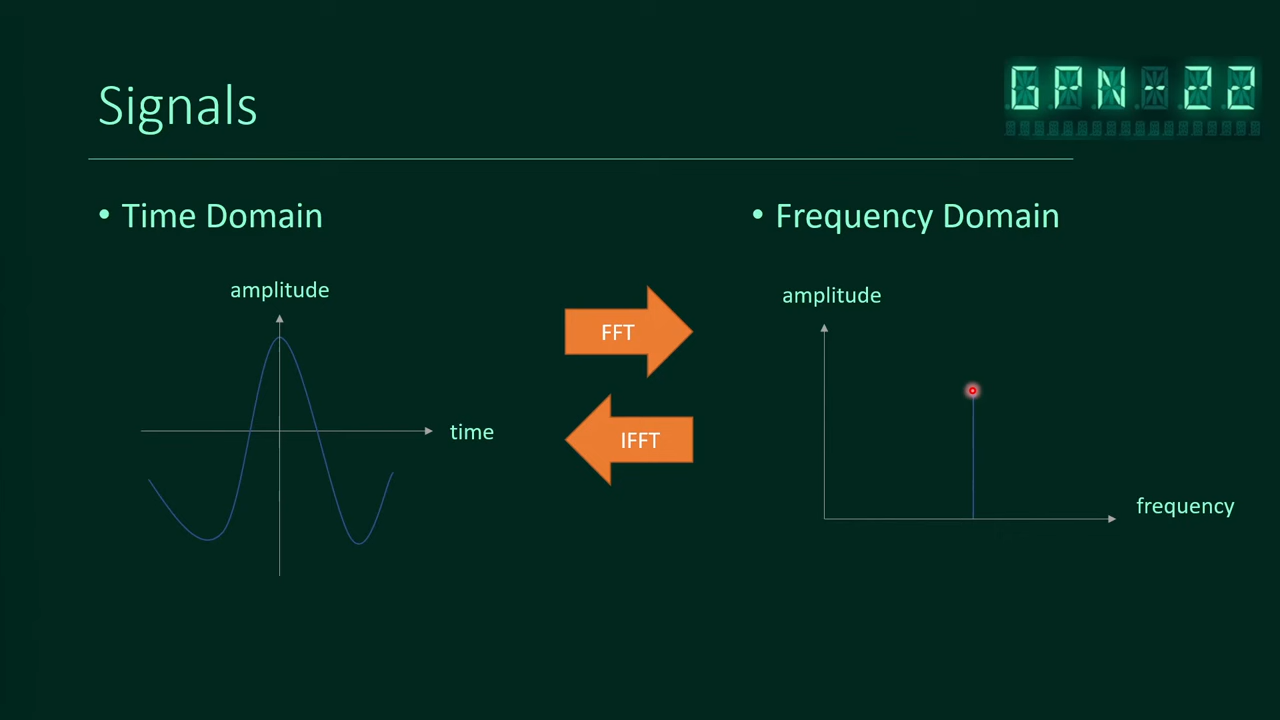 GPN-22
Signals
• Time Domain
amplitude
time
FFT
IFFT
• Frequency Domain
amplitude
frequency